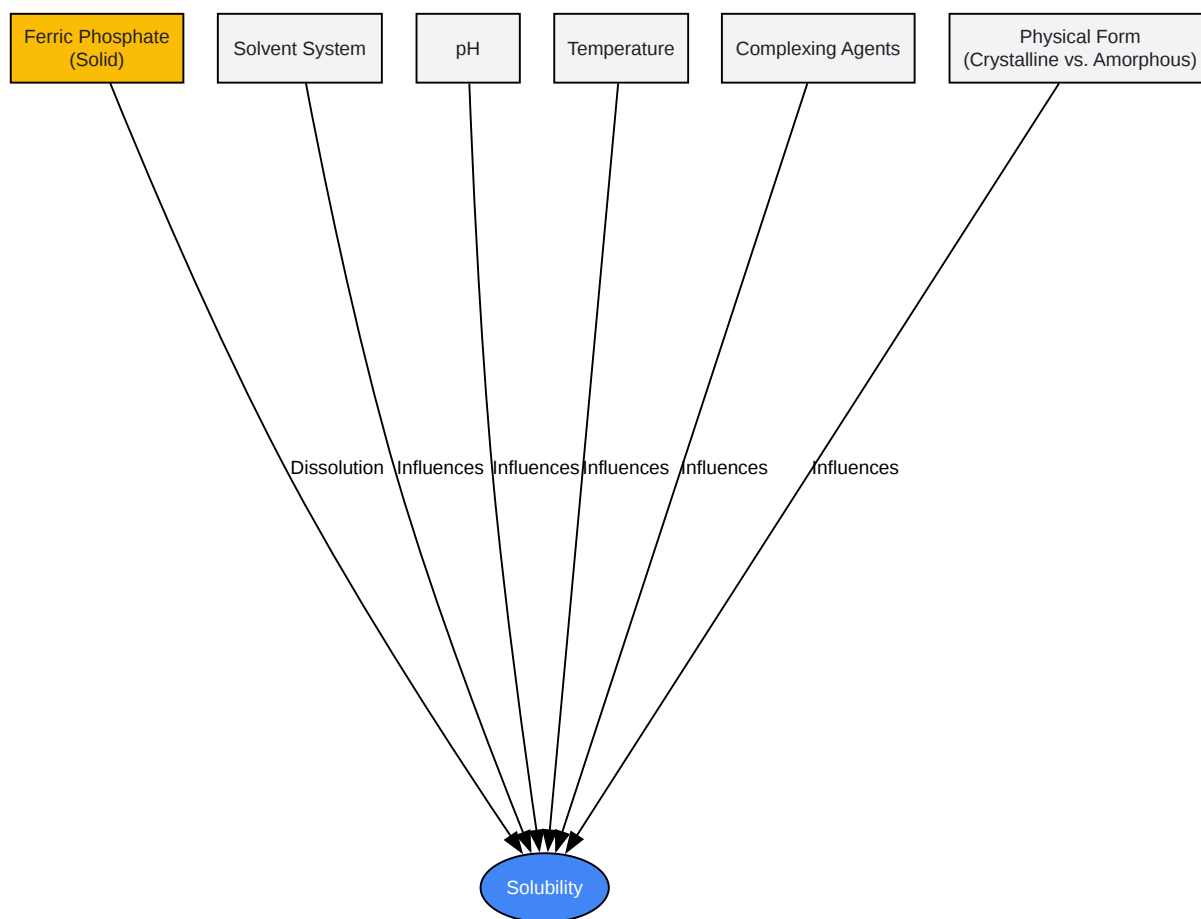 Ferric Phosphate
(Solid)
Solvent System
pH
Temperature
Complexing Agents
Physical Form
(Crystalline vs. Amorphous)
Dissolution
Influences
Influences
Influences
Influences
Influences
Solubility